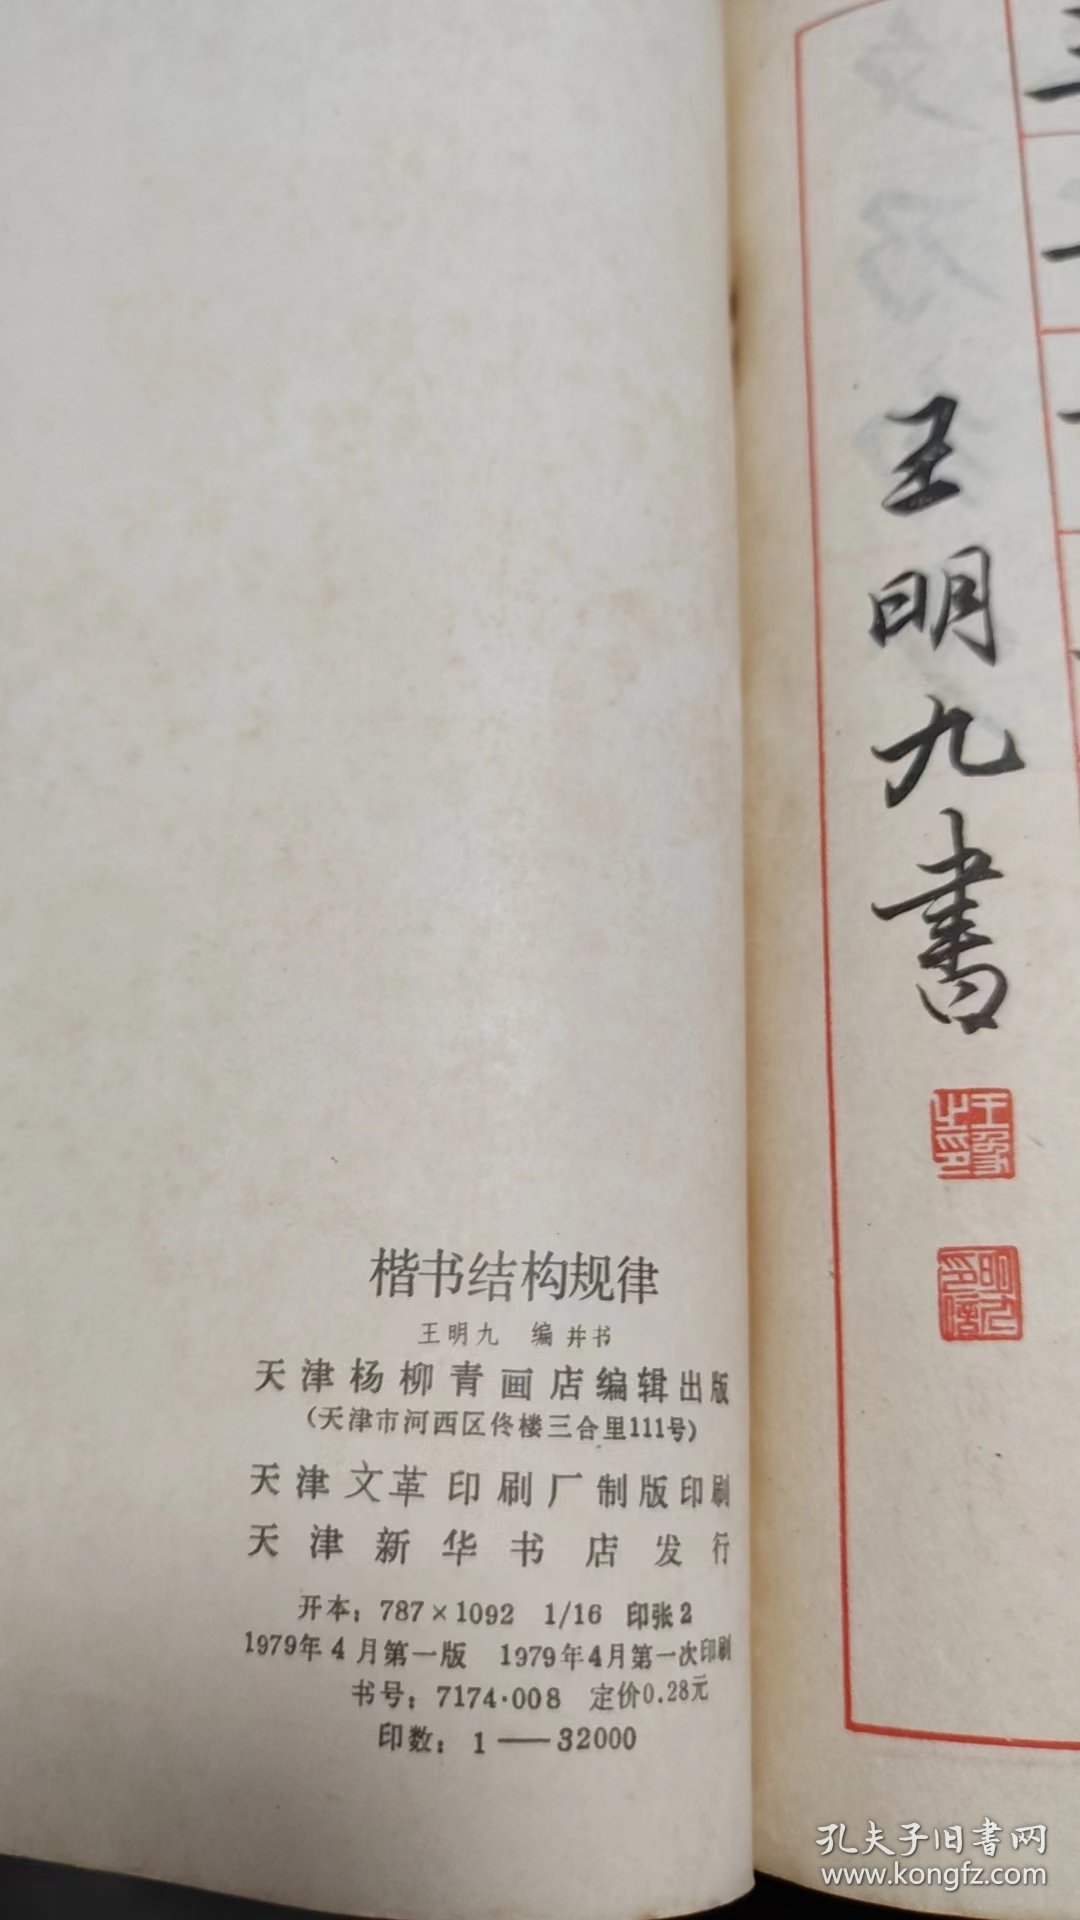 王明九書
楷书结构规律
王明九 编并书
天津杨柳青画店编辑出版
(天津市河西区佟楼三合里111号)
天津文革印刷厂制版印刷
天津新华书店发行
开本: 787×1092 1/16 印张2
1979年4月第一版 1979年4月第一次印刷
书号: 7174·008 定价0.28元
印数: 1——32000
孔夫子旧書网
www.kongfz.com